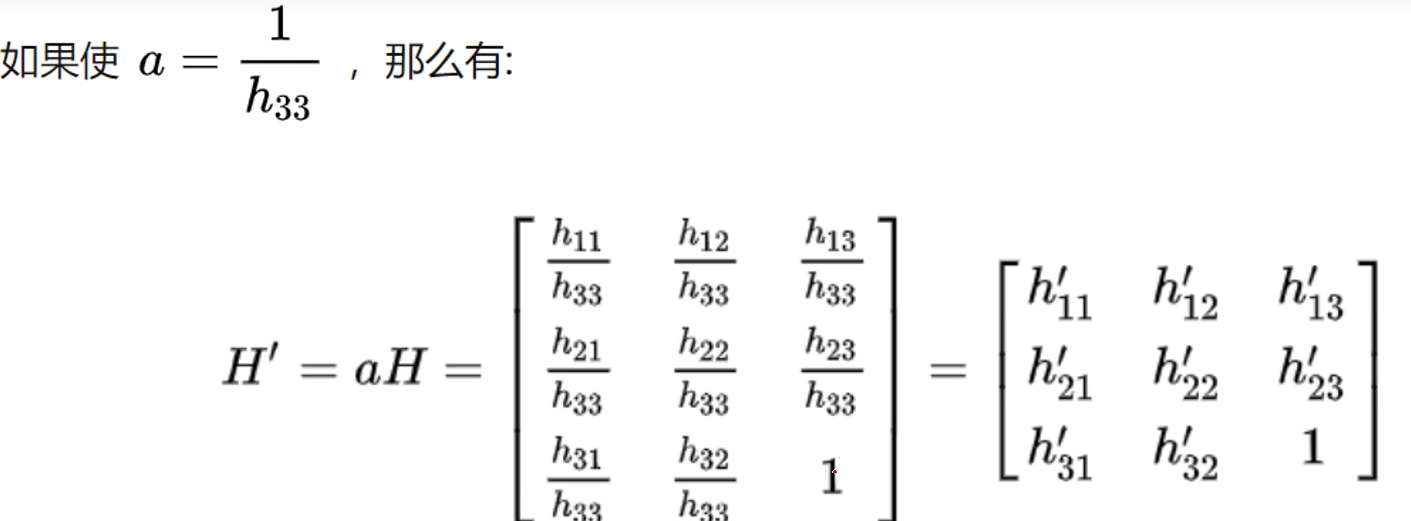 如果使 $a = \frac{1}{h_{33}}$ ，那么有:
$H' = aH = \begin{bmatrix} \frac{h_{11}}{h_{33}} & \frac{h_{12}}{h_{33}} & \frac{h_{13}}{h_{33}} \\ \frac{h_{21}}{h_{33}} & \frac{h_{22}}{h_{33}} & \frac{h_{23}}{h_{33}} \\ \frac{h_{31}}{h_{33}} & \frac{h_{32}}{h_{33}} & 1 \end{bmatrix} = \begin{bmatrix} h'_{11} & h'_{12} & h'_{13} \\ h'_{21} & h'_{22} & h'_{23} \\ h'_{31} & h'_{32} & 1 \end{bmatrix}$